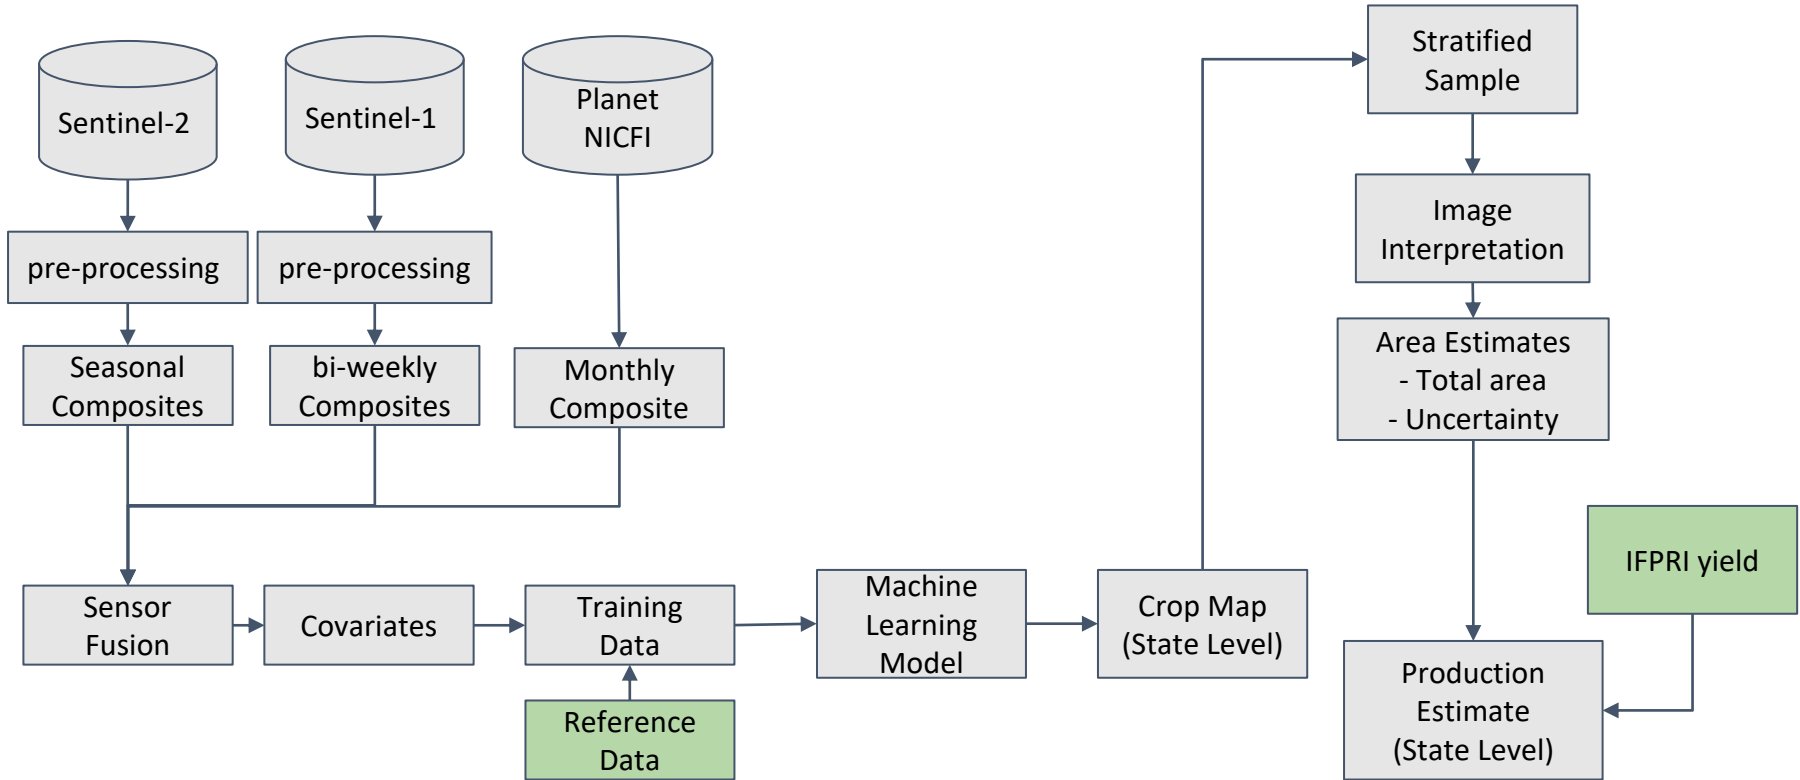 Sentinel-2
Sentinel-1
Planet
NICFI
pre-processing
pre-processing
Seasonal
Composites
bi-weekly
Composites
Monthly
Composite
Sensor
Fusion
Covariates
Training
Data
Reference
Data
Machine
Learning
Model
Crop Map
(State Level)
Stratified
Sample
Image
Interpretation
Area Estimates
- Total area
- Uncertainty
IFPRI yield
Production
Estimate
(State Level)